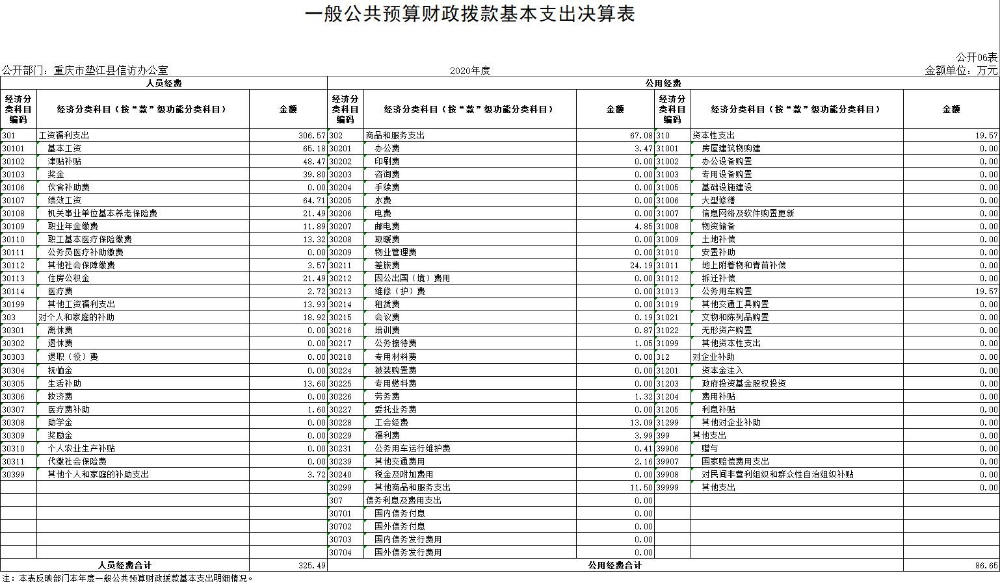 一般公共预算财政拨款基本支出决算表
公开06表
公开部门：重庆市垫江县信访办公室 2020年度 金额单位：万元
人员经费 公用经费
经济分类科目编码 经济分类科目（按“款”级功能分类科目） 金额 经济分类科目编码 经济分类科目（按“款”级功能分类科目） 金额 经济分类科目编码 经济分类科目（按“款”级功能分类科目） 金额
301 工资福利支出 306.57 302 商品和服务支出 67.08 310 资本性支出 19.57
30101 基本工资 65.18 30201 办公费 3.47 31001 房屋建筑物购建 0.00
30102 津贴补贴 48.47 30202 印刷费 0.00 31002 办公设备购置 0.00
30103 奖金 39.80 30203 咨询费 0.00 31003 专用设备购置 0.00
30106 伙食补助费 0.00 30204 手续费 0.00 31005 基础设施建设 0.00
30107 绩效工资 64.71 30205 水费 0.00 31006 大型修缮 0.00
30108 机关事业单位基本养老保险费 21.49 30206 电费 0.00 31007 信息网络及软件购置更新 0.00
30109 职业年金缴费 11.89 30207 邮电费 4.85 31008 物资储备 0.00
30110 职工基本医疗保险缴费 13.32 30208 取暖费 0.00 31009 土地补偿 0.00
30111 公务员医疗补助缴费 0.00 30209 物业管理费 0.00 31010 安置补助 0.00
30112 其他社会保障缴费 3.57 30211 差旅费 24.19 31011 地上附着物和青苗补偿 0.00
30113 住房公积金 21.49 30212 因公出国（境）费用 0.00 31012 拆迁补偿 0.00
30114 医疗费 2.72 30213 维修（护）费 0.00 31013 公务用车购置 19.57
30199 其他工资福利支出 13.93 30214 租赁费 0.00 31019 其他交通工具购置 0.00
303 对个人和家庭的补助 18.92 30215 会议费 0.19 31021 文物和陈列品购置 0.00
30301 离休费 0.00 30216 培训费 0.87 31022 无形资产购置 0.00
30302 退休费 0.00 30217 公务接待费 1.05 31099 其他资本性支出 0.00
30303 退职（役）费 0.00 30218 专用材料费 0.00 312 对企业补助 0.00
30304 抚恤金 0.00 30224 被装购置费 0.00 31201 资本金注入 0.00
30305 生活补助 13.60 30225 专用燃料费 0.00 31203 政府投资基金股权投资 0.00
30306 救济费 0.00 30226 劳务费 1.32 31204 费用补贴 0.00
30307 医疗费补助 1.60 30227 委托业务费 0.00 31205 利息补贴 0.00
30308 助学金 0.00 30228 工会经费 13.09 31299 其他对企业补助 0.00
30309 奖励金 0.00 30229 福利费 3.99 399 其他支出 0.00
30310 个人农业生产补贴 0.00 30231 公务用车运行维护费 0.41 39906 赠与 0.00
30311 代缴社会保险费 0.00 30239 其他交通费用 2.16 39907 国家赔偿费用支出 0.00
30399 其他个人和家庭的补助支出 3.72 30240 税金及附加费用 0.00 39908 对民间非营利组织和群众性自治组织补贴 0.00
30299 其他商品和服务支出 11.50 39999 其他支出 0.00
307 债务利息及费用支出 0.00
30701 国内债务付息 0.00
30702 国外债务付息 0.00
30703 国内债务发行费用 0.00
30704 国外债务发行费用 0.00
人员经费合计 325.49 公用经费合计 86.65
注：本表反映部门本年度一般公共预算财政拨款基本支出明细情况。